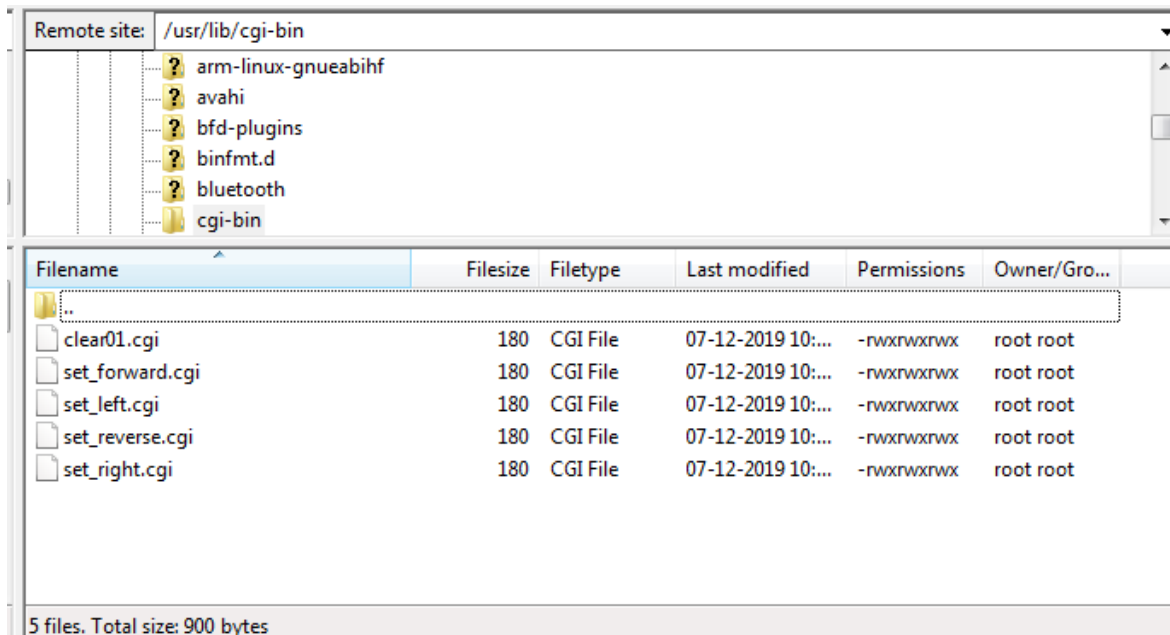 Remote site: /usr/lib/cgi-bin
? arm-linux-gnueabihf
? avahi
? bfd-plugins
? binfmt.d
? bluetooth
cgi-bin
Filename Filesize Filetype Last modified Permissions Owner/Gro...
..
clear01.cgi 180 CGI File 07-12-2019 10:... -rwxrwxrwx root root
set_forward.cgi 180 CGI File 07-12-2019 10:... -rwxrwxrwx root root
set_left.cgi 180 CGI File 07-12-2019 10:... -rwxrwxrwx root root
set_reverse.cgi 180 CGI File 07-12-2019 10:... -rwxrwxrwx root root
set_right.cgi 180 CGI File 07-12-2019 10:... -rwxrwxrwx root root
5 files. Total size: 900 bytes